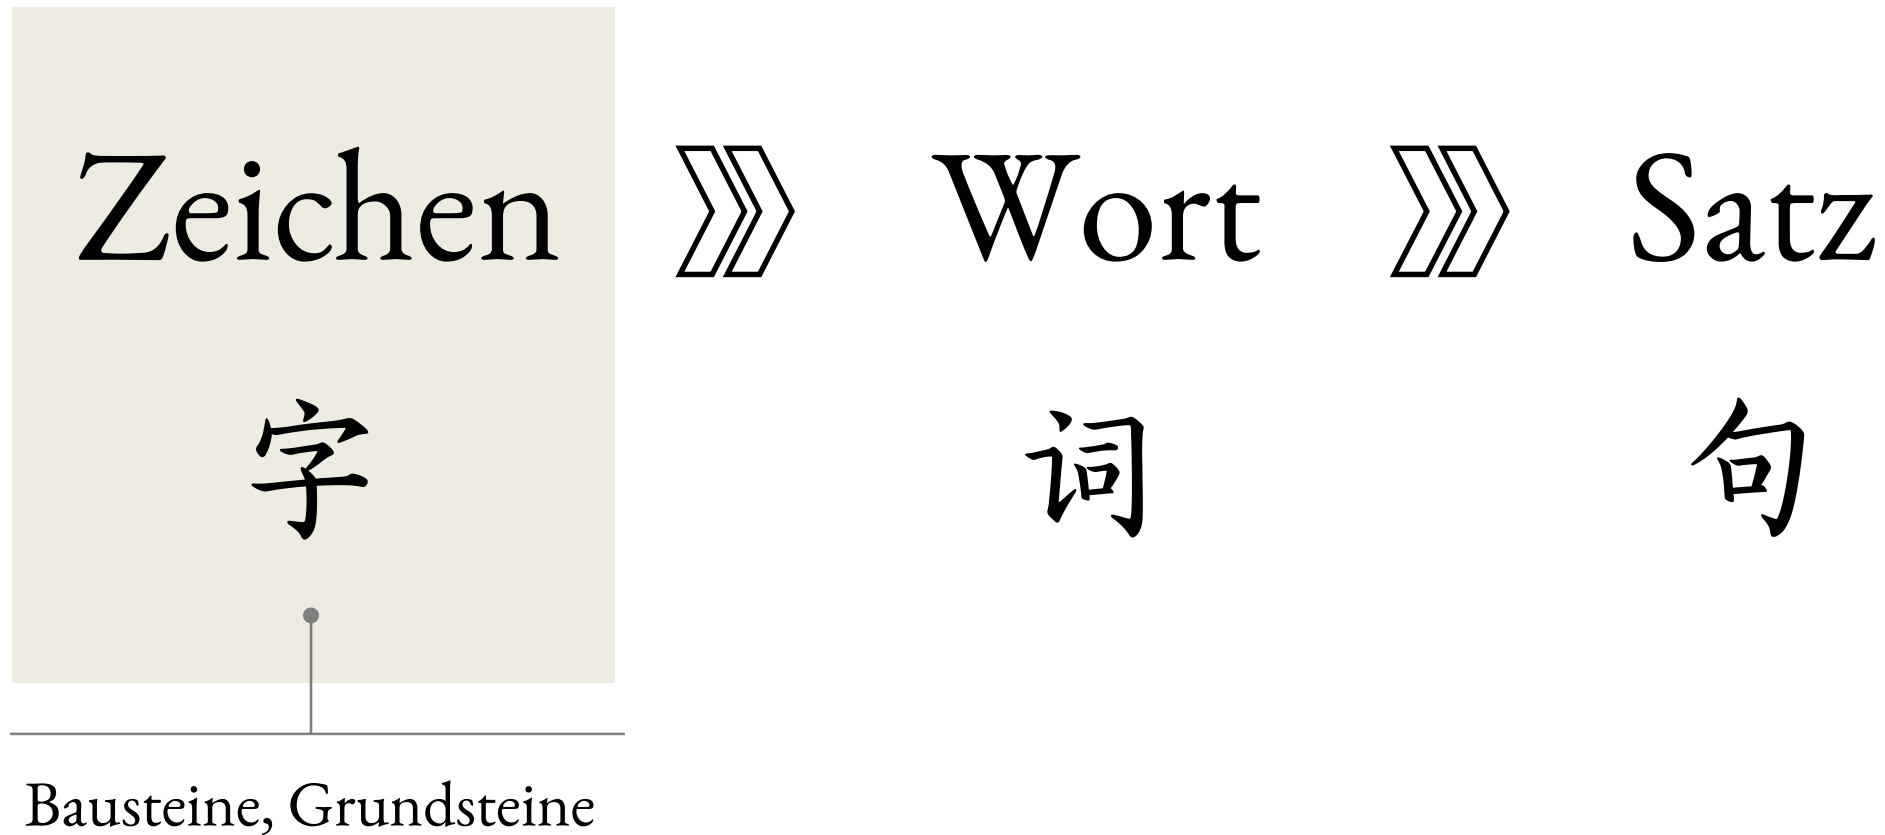 Zeichen Wort Satz
字 词 句
Bausteine, Grundsteine